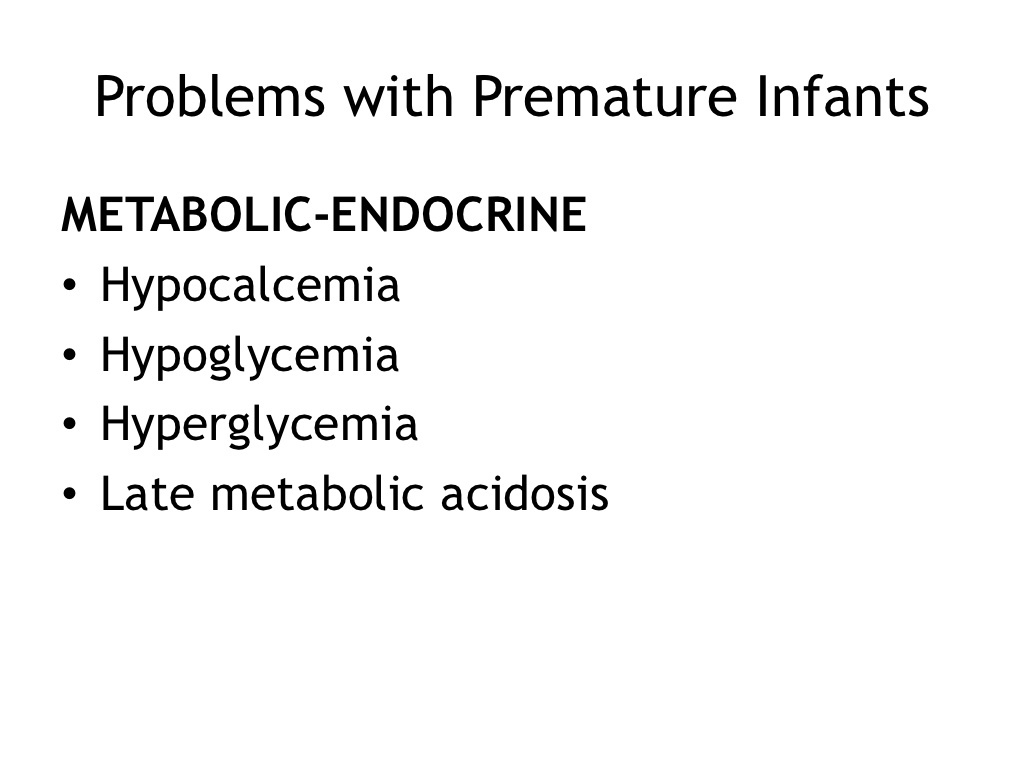 Problems with Premature Infants
METABOLIC-ENDOCRINE
• Hypocalcemia
• Hypoglycemia
• Hyperglycemia
• Late metabolic acidosis